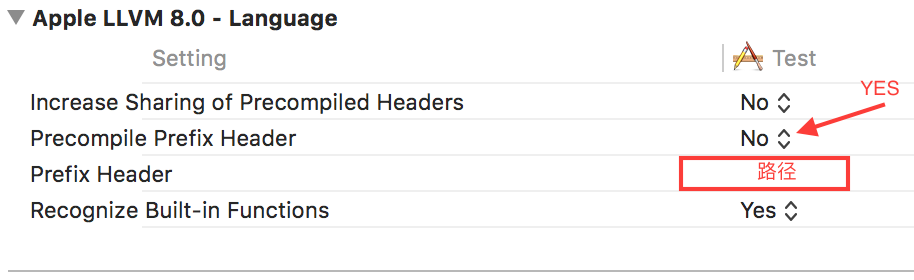 Apple LLVM 8.0 - Language
Setting Test
Increase Sharing of Precompiled Headers No
YES
Precompile Prefix Header No
Prefix Header 路径
Recognize Built-in Functions Yes